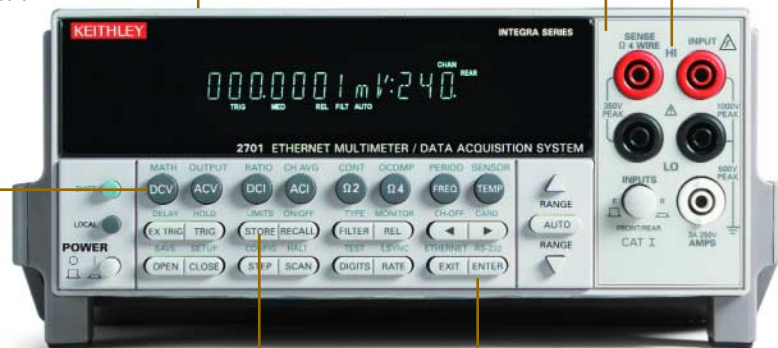 KEITHLEY
INTEGRA SERIES
000.0001 mV:240.
CHAN
REAR
TRIG MED REL FILT AUTO
2701 ETHERNET MULTIMETER / DATA ACQUISITION SYSTEM
SENSE
Ω 4 WIRE
INPUT
HI
350V
PEAK
1000V
PEAK
LO
500V
PEAK
INPUTS
F R
FRONT/REAR
CAT I
3A 250V
AMPS
MATH OUTPUT RATIO CH AVG CONT OCOMP PERIOD SENSOR
SHIFT DCV ACV DCI ACI Ω2 Ω4 FREQ TEMP
RANGE
AUTO
RANGE
DELAY HOLD LIMITS ON/OFF TYPE MONITOR CH-OFF CARD
LOCAL EX TRIG TRIG STORE RECALL FILTER REL
POWER
SAVE SETUP CONFIG HALT TEST LSYNC ETHERNET RS-232
OPEN CLOSE STEP SCAN DIGITS RATE EXIT ENTER